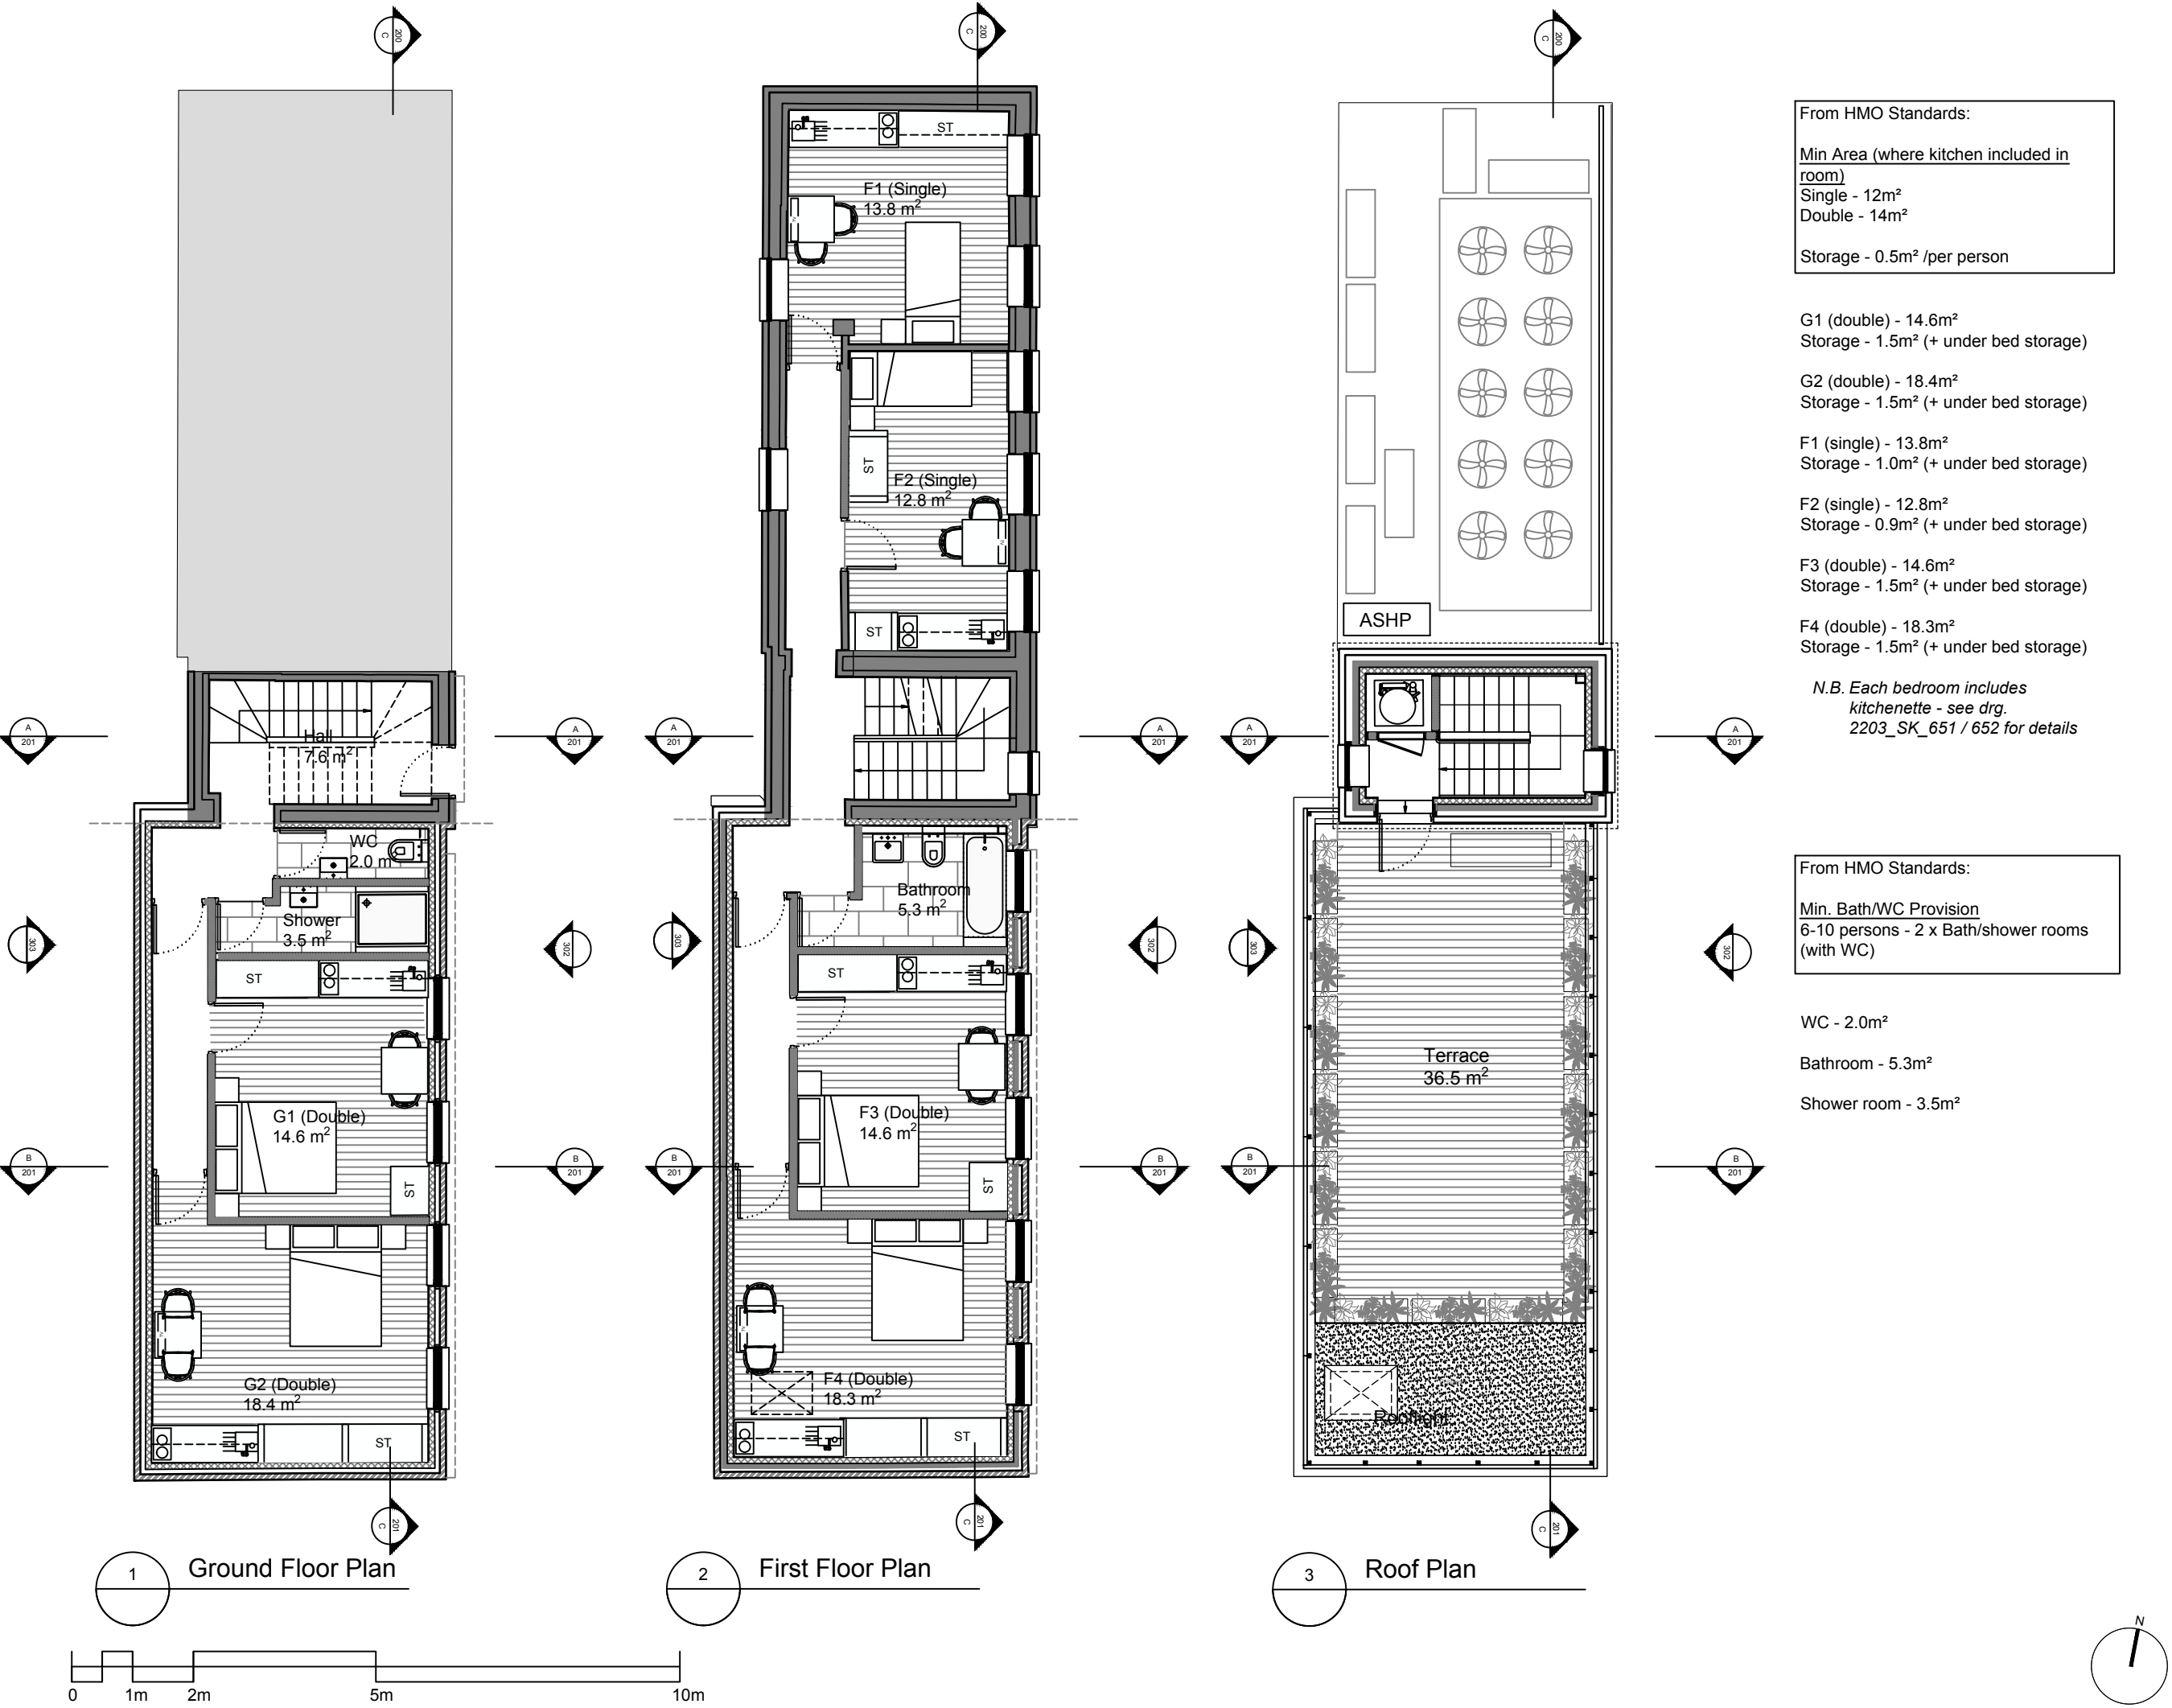 200
C
200
C
200
C
From HMO Standards:
Min Area (where kitchen included in
room)
Single - 12m²
Double - 14m²
Storage - 0.5m² /per person
G1 (double) - 14.6m²
Storage - 1.5m² (+ under bed storage)
G2 (double) - 18.4m²
Storage - 1.5m² (+ under bed storage)
F1 (single) - 13.8m²
Storage - 1.0m² (+ under bed storage)
F2 (single) - 12.8m²
Storage - 0.9m² (+ under bed storage)
F3 (double) - 14.6m²
Storage - 1.5m² (+ under bed storage)
F4 (double) - 18.3m²
Storage - 1.5m² (+ under bed storage)
N.B. Each bedroom includes
kitchenette - see drg.
2203_SK_651 / 652 for details
From HMO Standards:
Min. Bath/WC Provision
6-10 persons - 2 x Bath/shower rooms
(with WC)
WC - 2.0m²
Bathroom - 5.3m²
Shower room - 3.5m²
Hall
7.6 m²
WC
2.0 m
Shower
3.5 m²
ST
G1 (Double)
14.6 m²
ST
G2 (Double)
18.4 m²
ST
A
201
A
201
303
302
B
201
B
201
201
C
1
Ground Floor Plan
ST
F1 (Single)
13.8 m²
ST
F2 (Single)
12.8 m²
ST
Bathroom
5.3 m²
ST
F3 (Double)
14.6 m²
ST
F4 (Double)
18.3 m²
ST
A
201
A
201
303
302
B
201
B
201
201
C
2
First Floor Plan
ASHP
Terrace
36.5 m²
Rooflight
A
201
A
201
303
302
B
201
B
201
201
C
3
Roof Plan
0
1m
2m
5m
10m
N